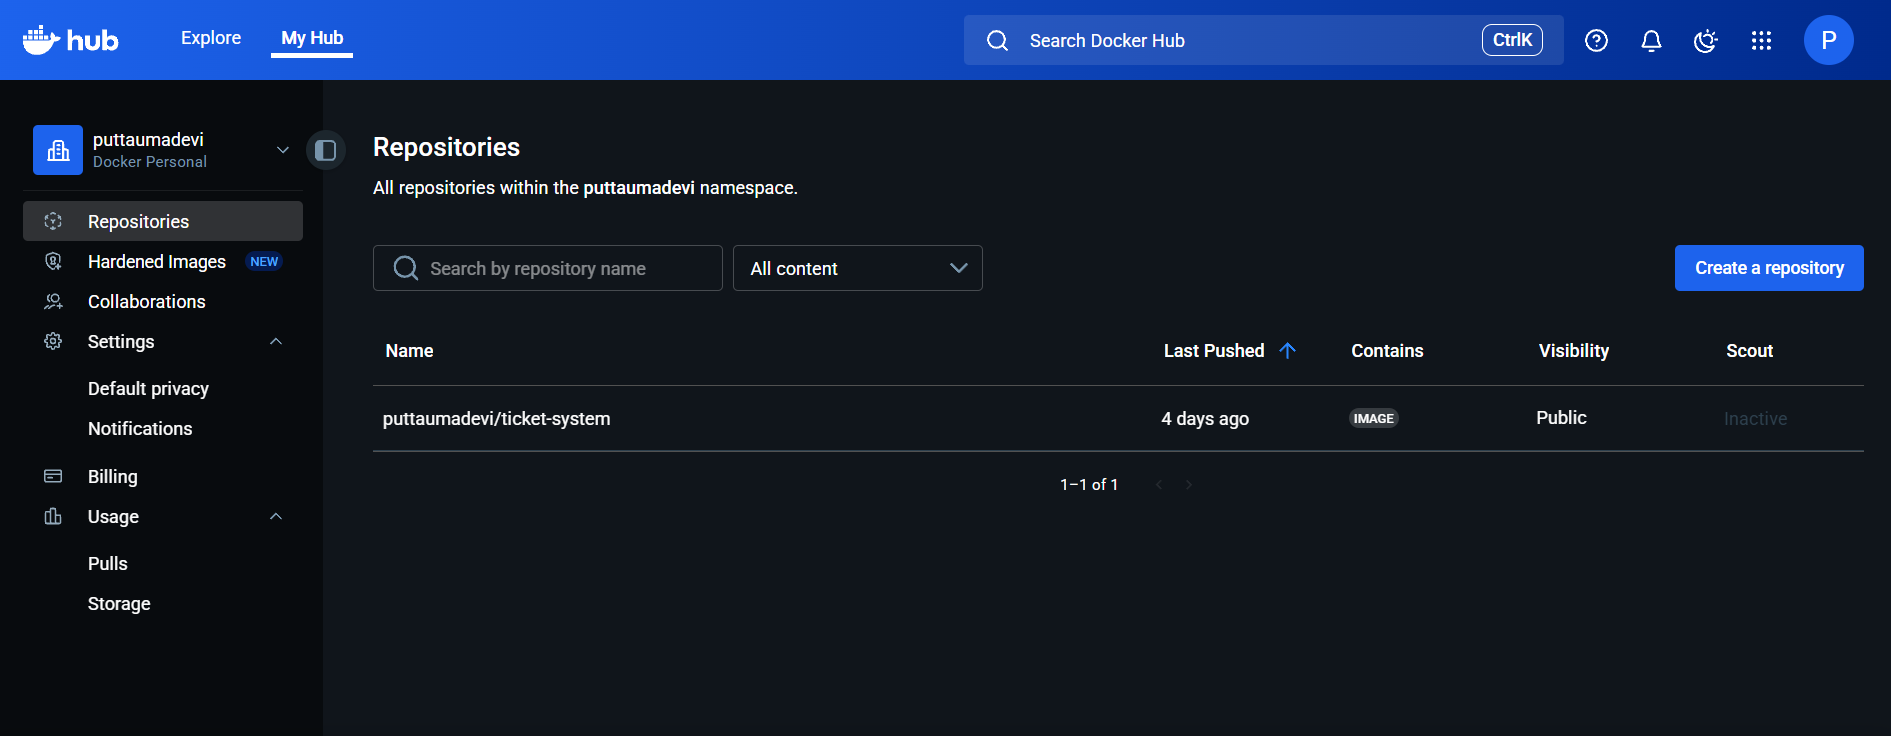 hub Explore My Hub Search Docker Hub CtrlK P
puttaumadevi
Docker Personal
Repositories
Hardened Images NEW
Collaborations
Settings
Default privacy
Notifications
Billing
Usage
Pulls
Storage
Repositories
All repositories within the puttaumadevi namespace.
Search by repository name All content Create a repository
Name Last Pushed Contains Visibility Scout
puttaumadevi/ticket-system 4 days ago IMAGE Public Inactive
1–1 of 1